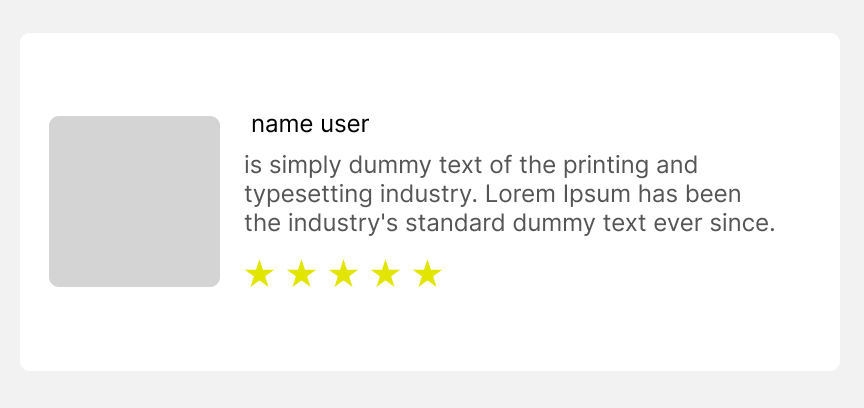 name user
is simply dummy text of the printing and
typesetting industry. Lorem Ipsum has been
the industry's standard dummy text ever since.